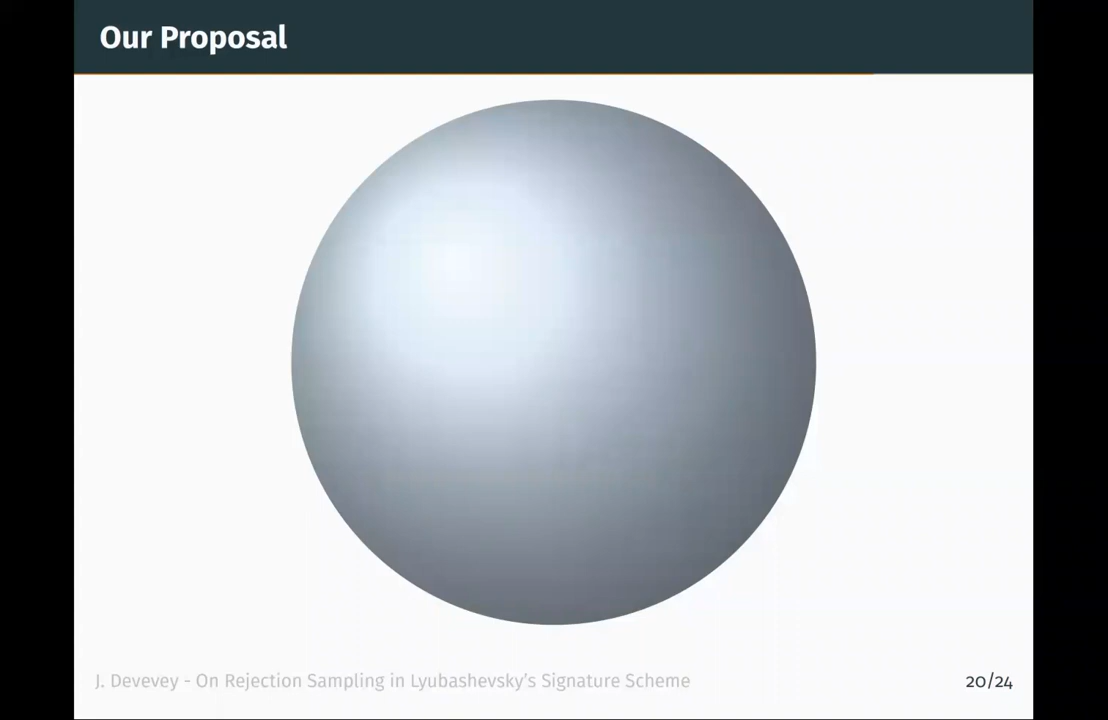 Our Proposal
J. Devevey - On Rejection Sampling in Lyubashevsky's Signature Scheme
20/24